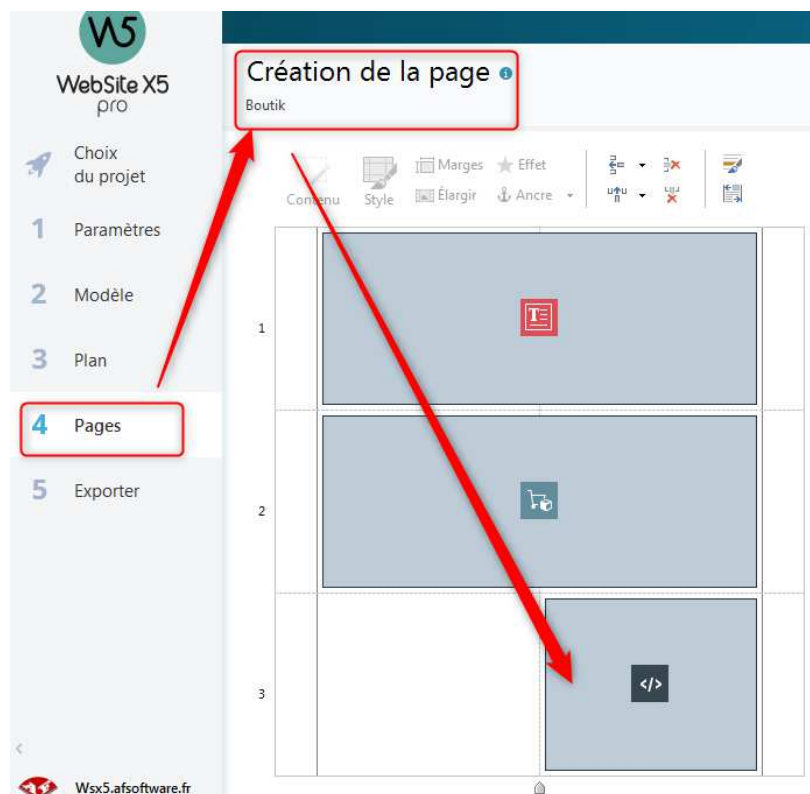 W5
WebSite X5
pro
Choix
du projet
1 Paramètres
2 Modèle
3 Plan
4 Pages
5 Exporter
Wsx5.afsoftware.fr
Création de la page
Boutik
Contenu
Style
Marges
Effet
Élargir
Ancre
1
T
2
3
</>